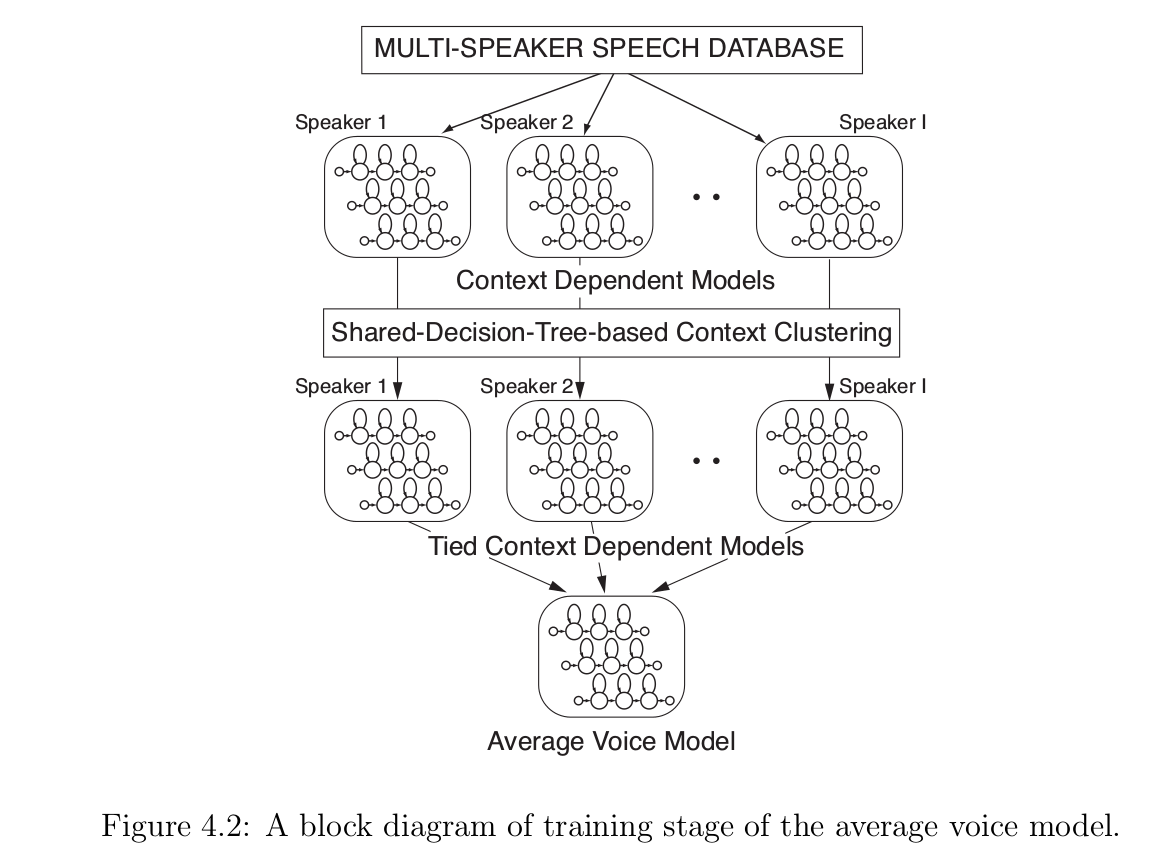 MULTI-SPEAKER SPEECH DATABASE
Speaker 1
Speaker 2
Speaker I
Context Dependent Models
Shared-Decision-Tree-based Context Clustering
Speaker 1
Speaker 2
Speaker I
Tied Context Dependent Models
Average Voice Model
Figure 4.2: A block diagram of training stage of the average voice model.